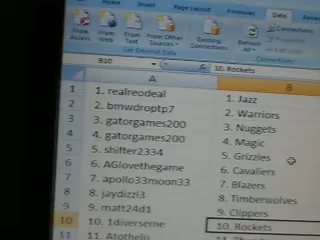 Insert Page Layout Formulas Data
From Access From Web From Text From Other Sources Existing Connections Refresh All
Get External Data Connections
B10 fx 10. Rockets
A B
1 1. realreodeal 1. Jazz
2 2. bmwdroptp7 2. Warriors
3 3. gatorgames200 3. Nuggets
4 4. gatorgames200 4. Magic
5 5. shifter2334 5. Grizzles
6 6. AGlovethegame 6. Cavaliers
7 7. apollo33moon33 7. Blazers
8 8. jaydizzl3 8. Timberwolves
9 9. matt24d1 9. Clippers
10 10. 1diverseme 10. Rockets
11 11. Atothelo